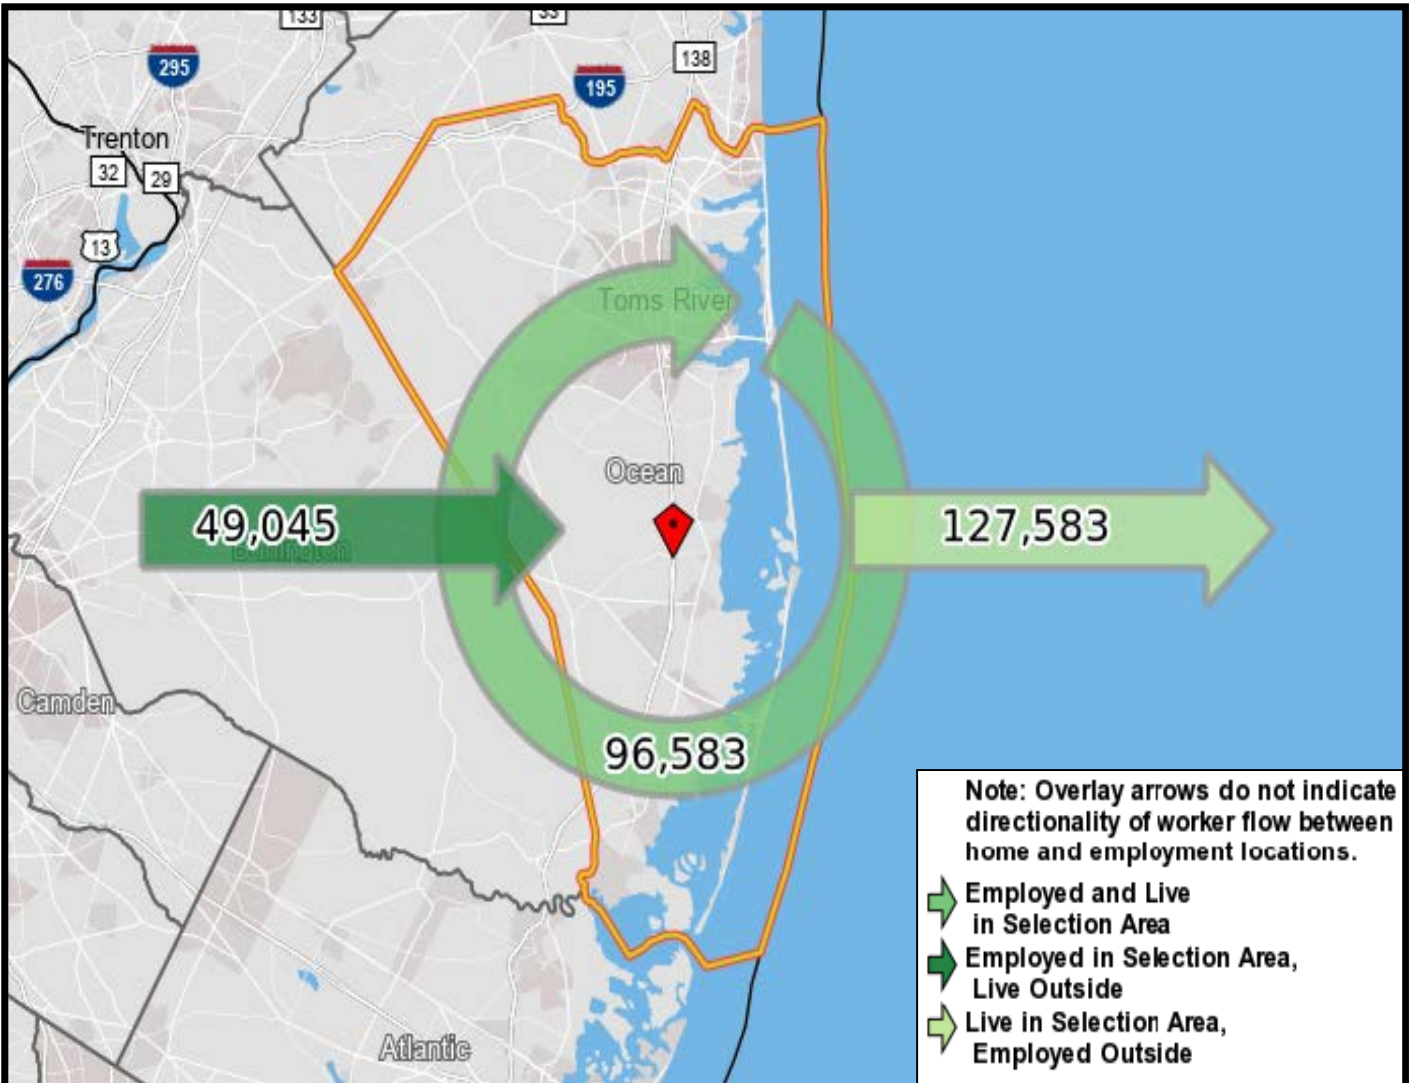 133
33
138
295
195
Trenton
32
29
13
276
Toms River
Ocean
49,045
127,583
Burlington
Camden
96,583
Note: Overlay arrows do not indicate
directionality of worker flow between
home and employment locations.
Employed and Live
in Selection Area
Employed in Selection Area,
Live Outside
Live in Selection Area,
Employed Outside
Atlantic